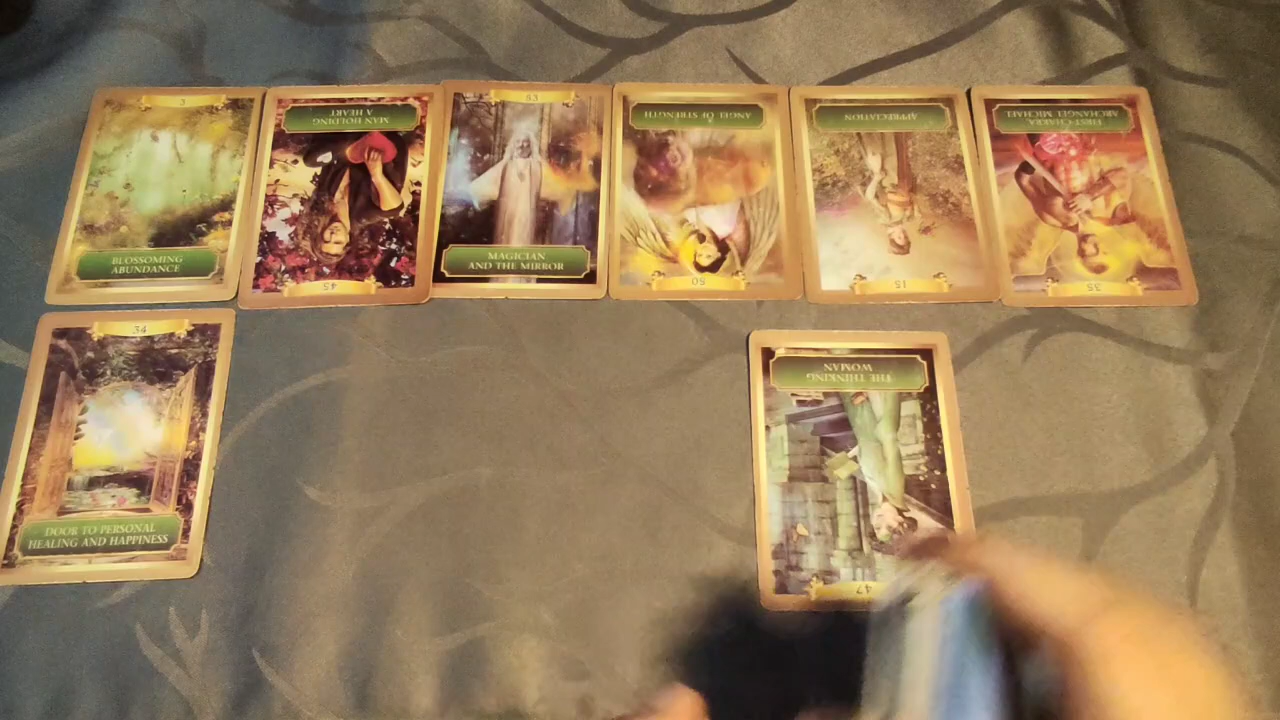 3
BLOSSOMING
ABUNDANCE
MAN HOLDING
A HEART
45
53
MAGICIAN
AND THE MIRROR
ANGEL OF STRENGTH
50
APPRECIATION
15
FIRST CHAKRA
ARCHANGEL MICHAEL
35
34
DOOR TO PERSONAL
HEALING AND HAPPINESS
THE THINKING
WOMAN
47